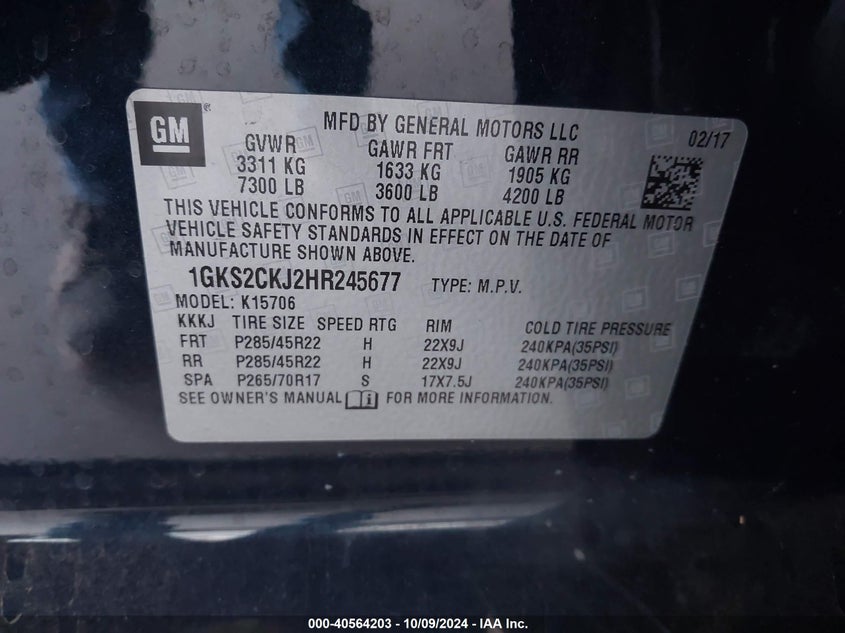 GM
MFD BY GENERAL MOTORS LLC 02/17
GVWR GAWR FRT GAWR RR
3311 KG 1633 KG 1905 KG
7300 LB 3600 LB 4200 LB
THIS VEHICLE CONFORMS TO ALL APPLICABLE U.S. FEDERAL MOTOR
VEHICLE SAFETY STANDARDS IN EFFECT ON THE DATE OF
MANUFACTURE SHOWN ABOVE.
1GKS2CKJ2HR245677 TYPE: M.P.V.
MODEL: K15706
KKKJ TIRE SIZE SPEED RTG RIM COLD TIRE PRESSURE
FRT P285/45R22 H 22X9J 240KPA(35PSI)
RR P285/45R22 H 22X9J 240KPA(35PSI)
SPA P265/70R17 S 17X7.5J 240KPA(35PSI)
SEE OWNER'S MANUAL i FOR MORE INFORMATION.
000-40564203 - 10/09/2024 - IAA Inc.